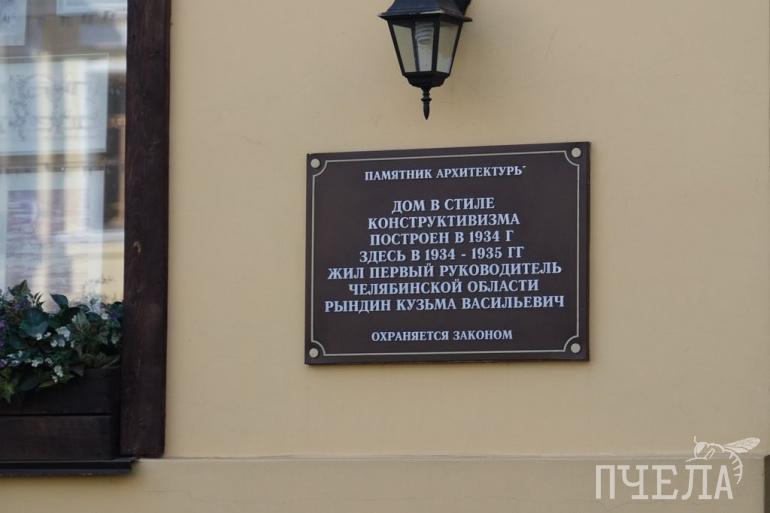 ПАМЯТНИК АРХИТЕКТУРЫ
ДОМ В СТИЛЕ
КОНСТРУКТИВИЗМА
ПОСТРОЕН В 1934 Г
ЗДЕСЬ В 1934 - 1935 ГГ
ЖИЛ ПЕРВЫЙ РУКОВОДИТЕЛЬ
ЧЕЛЯБИНСКОЙ ОБЛАСТИ
РЫНДИН КУЗЬМА ВАСИЛЬЕВИЧ
ОХРАНЯЕТСЯ ЗАКОНОМ
ПЧЕЛА